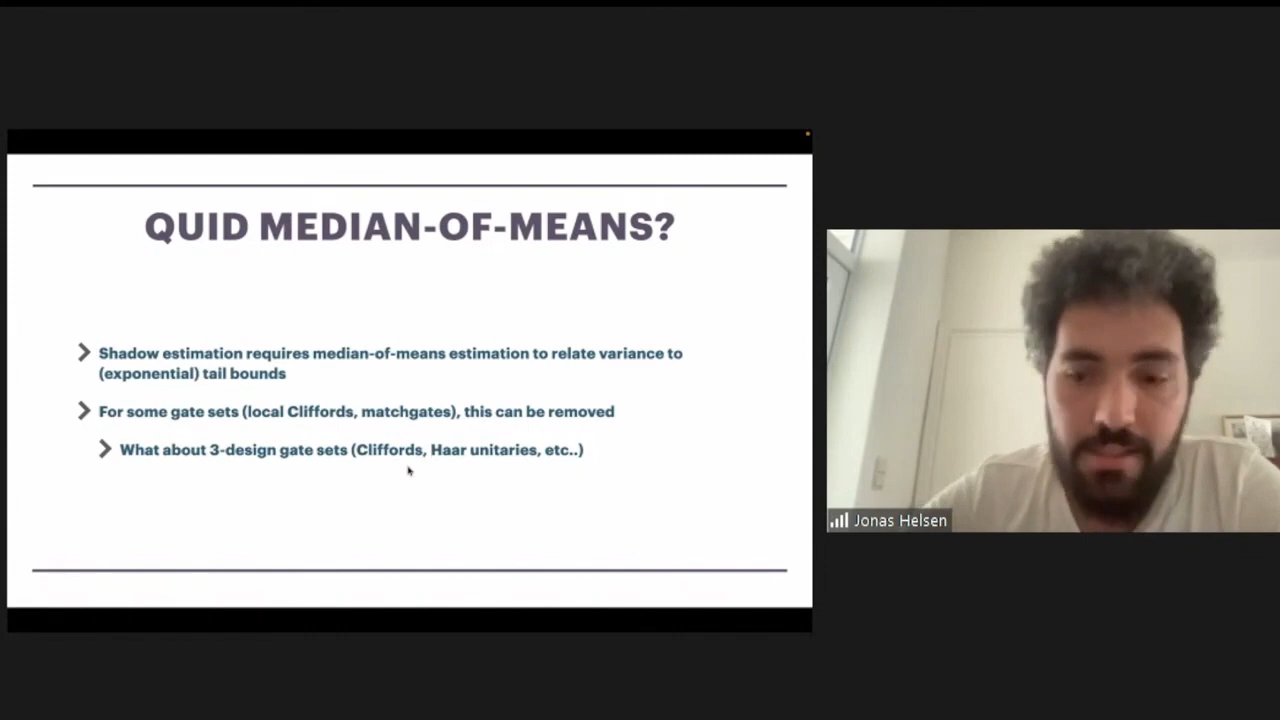 QUID MEDIAN-OF-MEANS?
Shadow estimation requires median-of-means estimation to relate variance to
(exponential) tail bounds
For some gate sets (local Cliffords, matchgates), this can be removed
What about 3-design gate sets (Cliffords, Haar unitaries, etc..)
Jonas Helsen